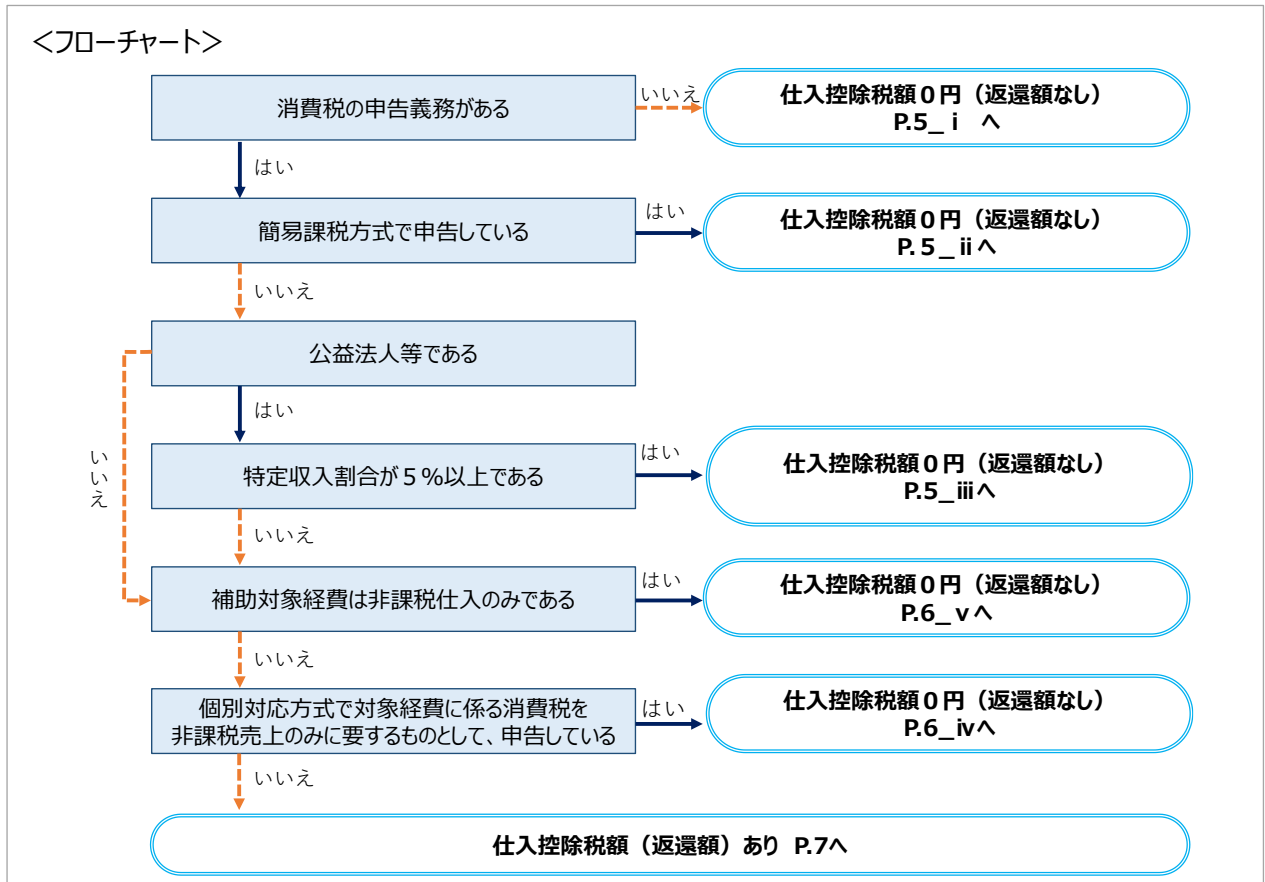 ＜フローチャート＞
消費税の申告義務がある
いいえ
仕入控除税額０円（返還額なし）
P.5_ⅰ へ
はい
簡易課税方式で申告している
はい
仕入控除税額０円（返還額なし）
P.５_ⅱへ
いいえ
公益法人等である
はい
いいえ
特定収入割合が５%以上である
はい
仕入控除税額０円（返還額なし）
P.5_ⅲへ
いいえ
補助対象経費は非課税仕入のみである
はい
仕入控除税額０円（返還額なし）
P.6_ⅴへ
いいえ
個別対応方式で対象経費に係る消費税を
非課税売上のみに要するものとして、申告している
はい
仕入控除税額０円（返還額なし）
P.6_ⅳへ
いいえ
仕入控除税額（返還額）あり P.7へ